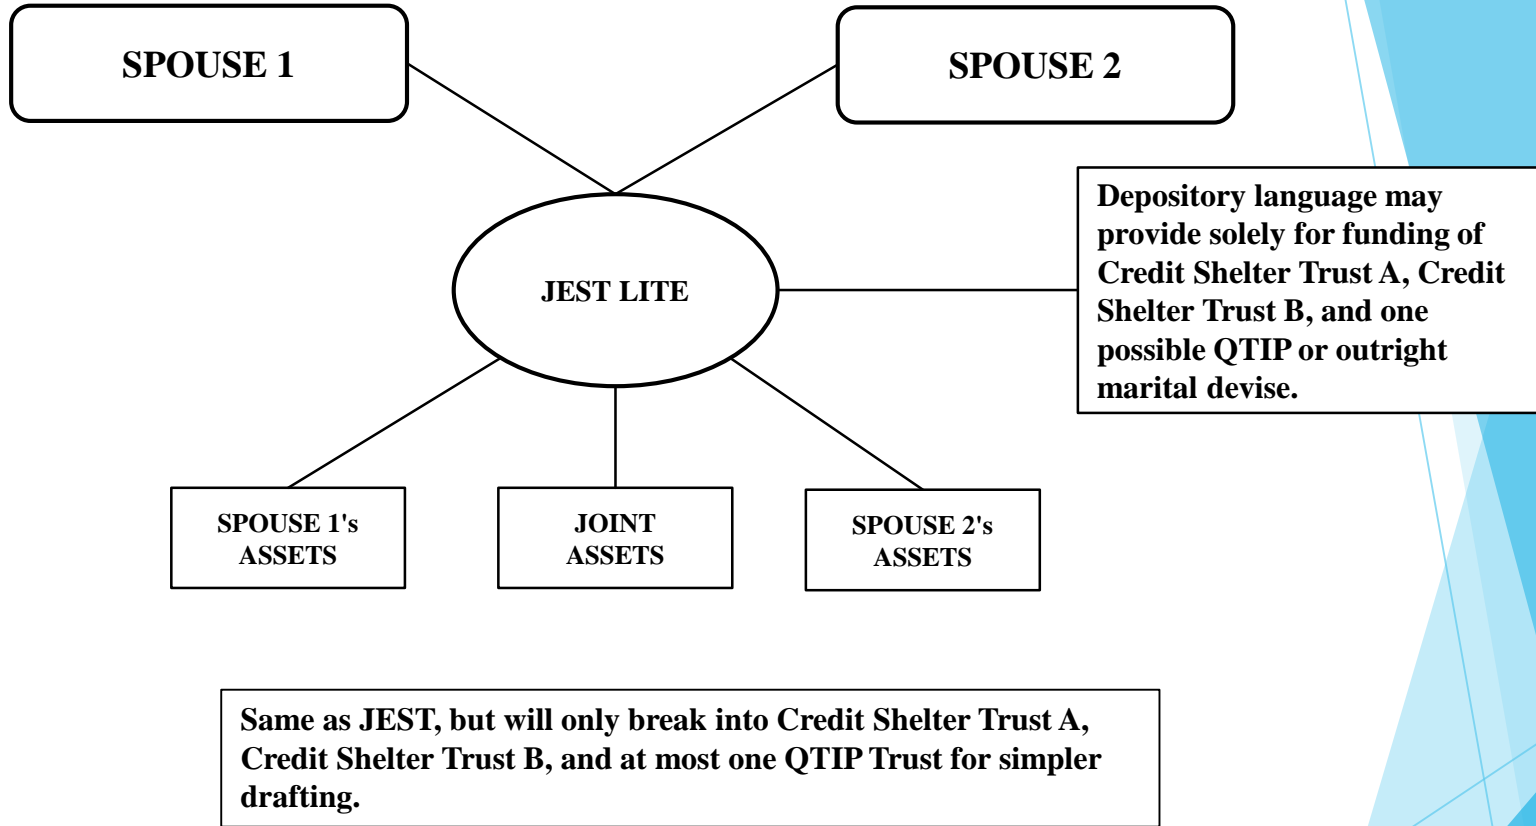 SPOUSE 1
SPOUSE 2
Depository language may
provide solely for funding of
Credit Shelter Trust A, Credit
Shelter Trust B, and one
possible QTIP or outright
marital devise.
JEST LITE
SPOUSE 1's
ASSETS
JOINT
ASSETS
SPOUSE 2's
ASSETS
Same as JEST, but will only break into Credit Shelter Trust A,
Credit Shelter Trust B, and at most one QTIP Trust for simpler
drafting.